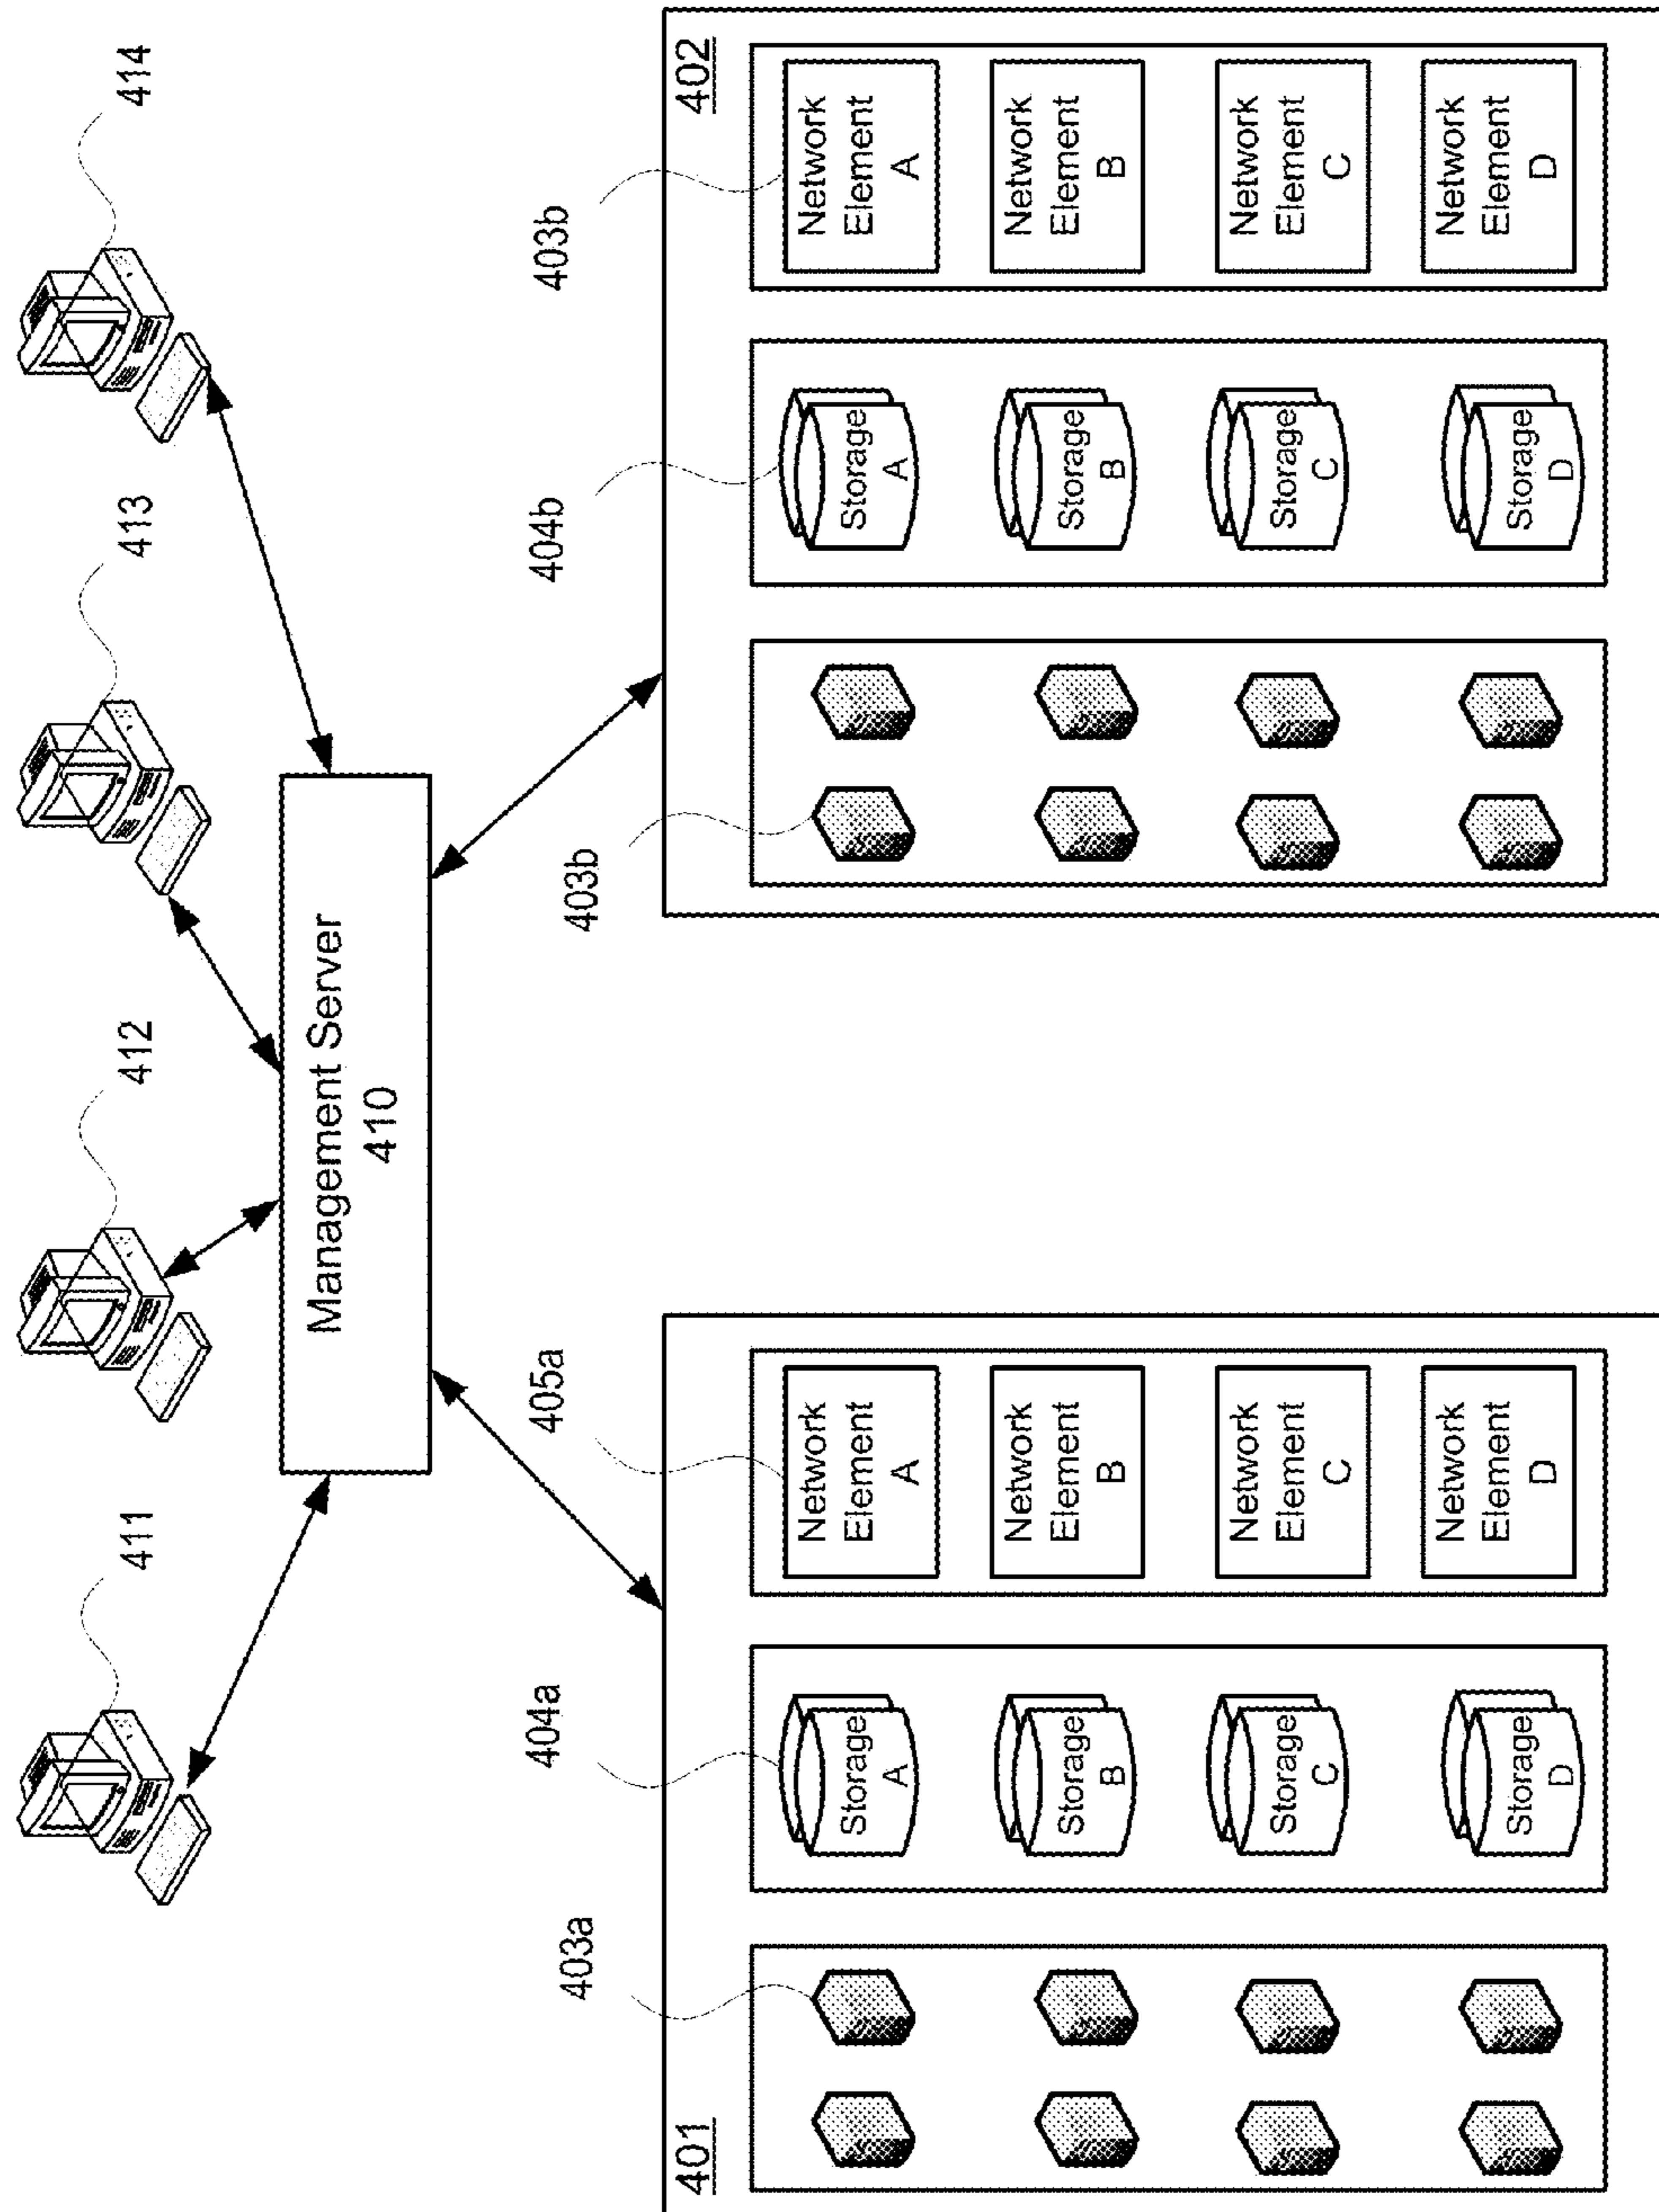 411
412
413
414
Management Server
410
401
403a
404a
405a
Storage
A
Storage
B
Storage
C
Storage
D
Network
Element
A
Network
Element
B
Network
Element
C
Network
Element
D
402
403b
404b
403b
Storage
A
Storage
B
Storage
C
Storage
D
Network
Element
A
Network
Element
B
Network
Element
C
Network
Element
D